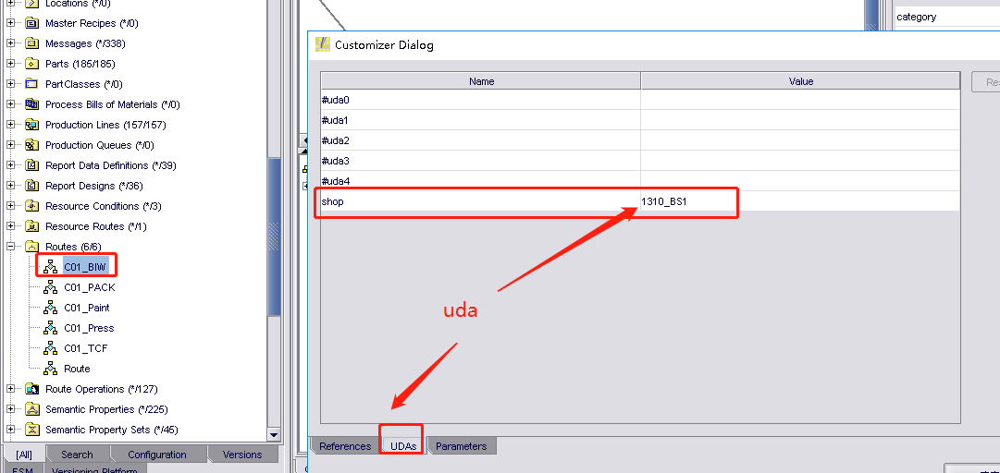 Locations (*/0)
Master Recipes (*/0)
Messages (*/338)
Parts (185/185)
PartClasses (*/0)
Process Bills of Materials (*/0)
Production Lines (157/157)
Production Queues (*/0)
Report Data Definitions (*/39)
Report Designs (*/36)
Resource Conditions (*/3)
Resource Routes (*/1)
Routes (6/6)
C01_BIW
C01_PACK
C01_Paint
C01_Press
C01_TCF
Route
Route Operations (*/127)
Semantic Properties (*/225)
Semantic Property Sets (*/45)
[All] Search Configuration Versions
ESM Versioning Platform
category
Customizer Dialog
Name Value
#uda0
#uda1
#uda2
#uda3
#uda4
shop 1310_BS1
uda
References UDAs Parameters